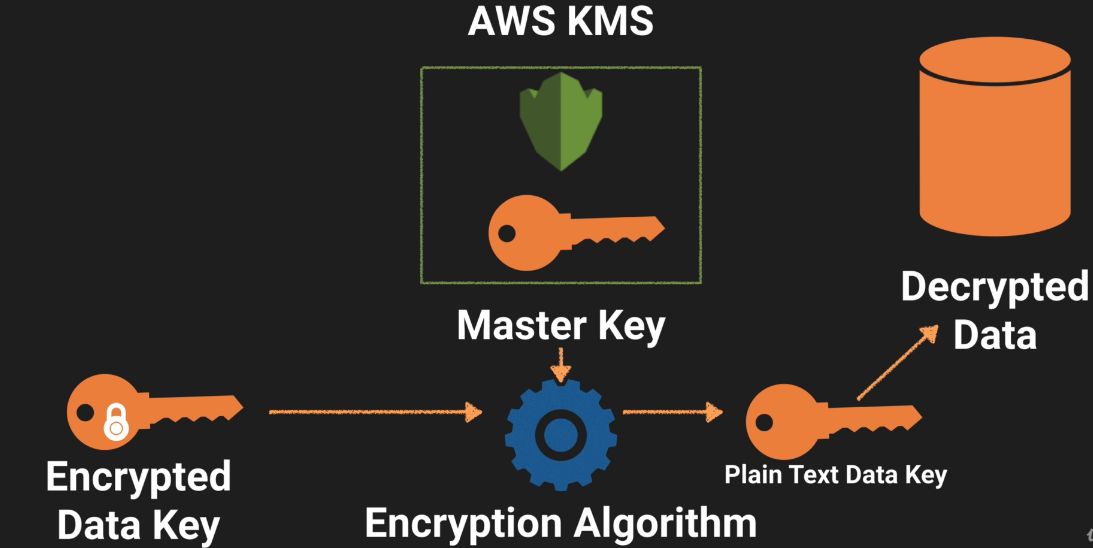 AWS KMS
Master Key
Decrypted
Data
Encrypted
Data Key
Encryption Algorithm
Plain Text Data Key